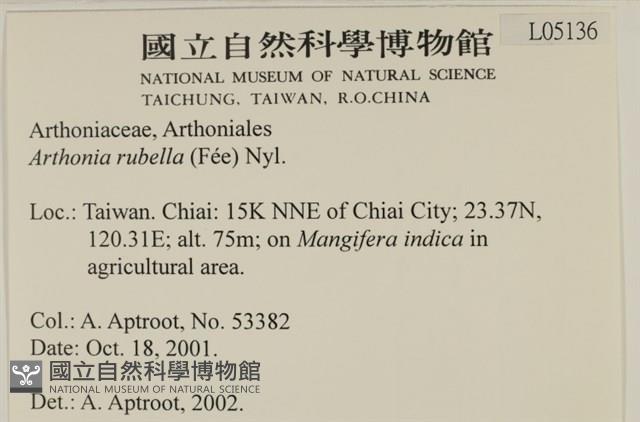 國立自然科學博物館
L05136
NATIONAL MUSEUM OF NATURAL SCIENCE
TAICHUNG, TAIWAN, R.O.CHINA
Arthoniaceae, Arthoniales
Arthonia rubella (Fée) Nyl.
Loc.: Taiwan. Chiai: 15K NNE of Chiai City; 23.37N,
120.31E; alt. 75m; on Mangifera indica in
agricultural area.
Col.: A. Aptroot, No. 53382
Date: Oct. 18, 2001.
國立自然科學博物館
NATIONAL MUSEUM OF NATURAL SCIENCE
Det.: A. Aptroot, 2002.